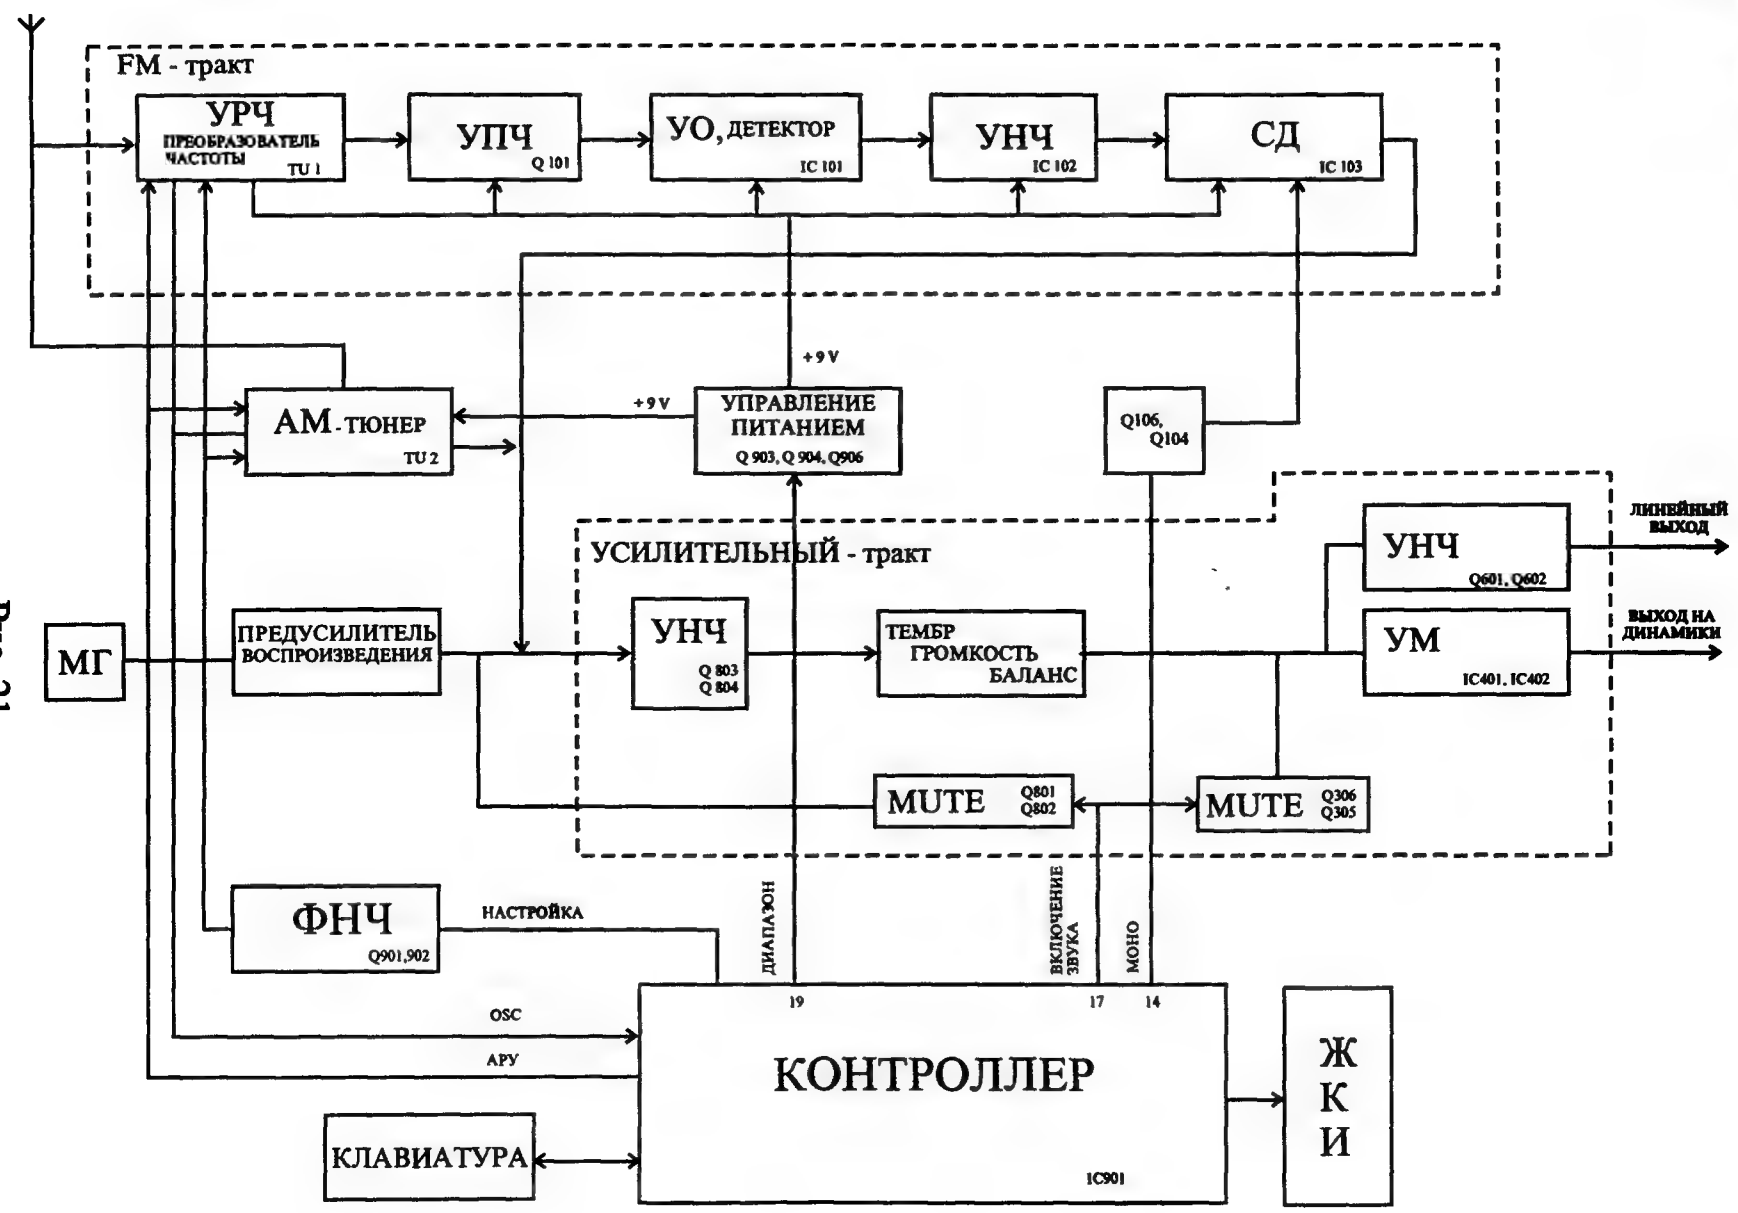 FM - тракт
УРЧ
ПРЕОБРАЗОВАТЕЛЬ
ЧАСТОТЫ
TU 1
УПЧ
Q 101
УО, ДЕТЕКТОР
IC 101
УНЧ
IC 102
СД
IC 103
+9 V
+9 V
АМ - ТЮНЕР
TU 2
УПРАВЛЕНИЕ
ПИТАНИЕМ
Q 903, Q 904, Q906
Q106,
Q104
УСИЛИТЕЛЬНЫЙ - тракт
УНЧ
Q601, Q602
ЛИНЕЙНЫЙ
ВЫХОД
МГ
ПРЕДУСИЛИТЕЛЬ
ВОСПРОИЗВЕДЕНИЯ
УНЧ
Q 803
Q 804
ТЕМБР
ГРОМКОСТЬ
БАЛАНС
УМ
IC401, IC402
ВЫХОД НА
ДИНАМИКИ
MUTE
Q801
Q802
MUTE
Q306
Q305
ФНЧ
Q901,902
НАСТРОЙКА
ДИАПАЗОН
ВКЛЮЧЕНИЕ
ЗВУКА
МОНО
19
17
14
OSC
АРУ
КОНТРОЛЛЕР
IC901
КЛАВИАТУРА
Ж
К
И